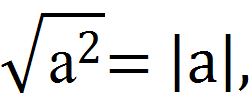 √a² = |a|,